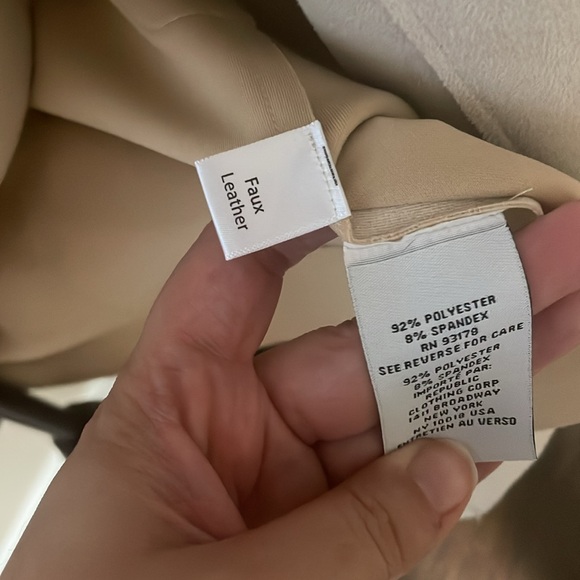 Faux
Leather
92% POLYESTER
8% SPANDEX
RN 93178
SEE REVERSE FOR CARE
92% POLYESTER
8% SPANDEX
IMPORTÉ PAR:
REPUBLIC
CLOTHING CORP
1411 BROADWAY
NEW YORK
NY 10018 USA
ENTRETIEN AU VERSO